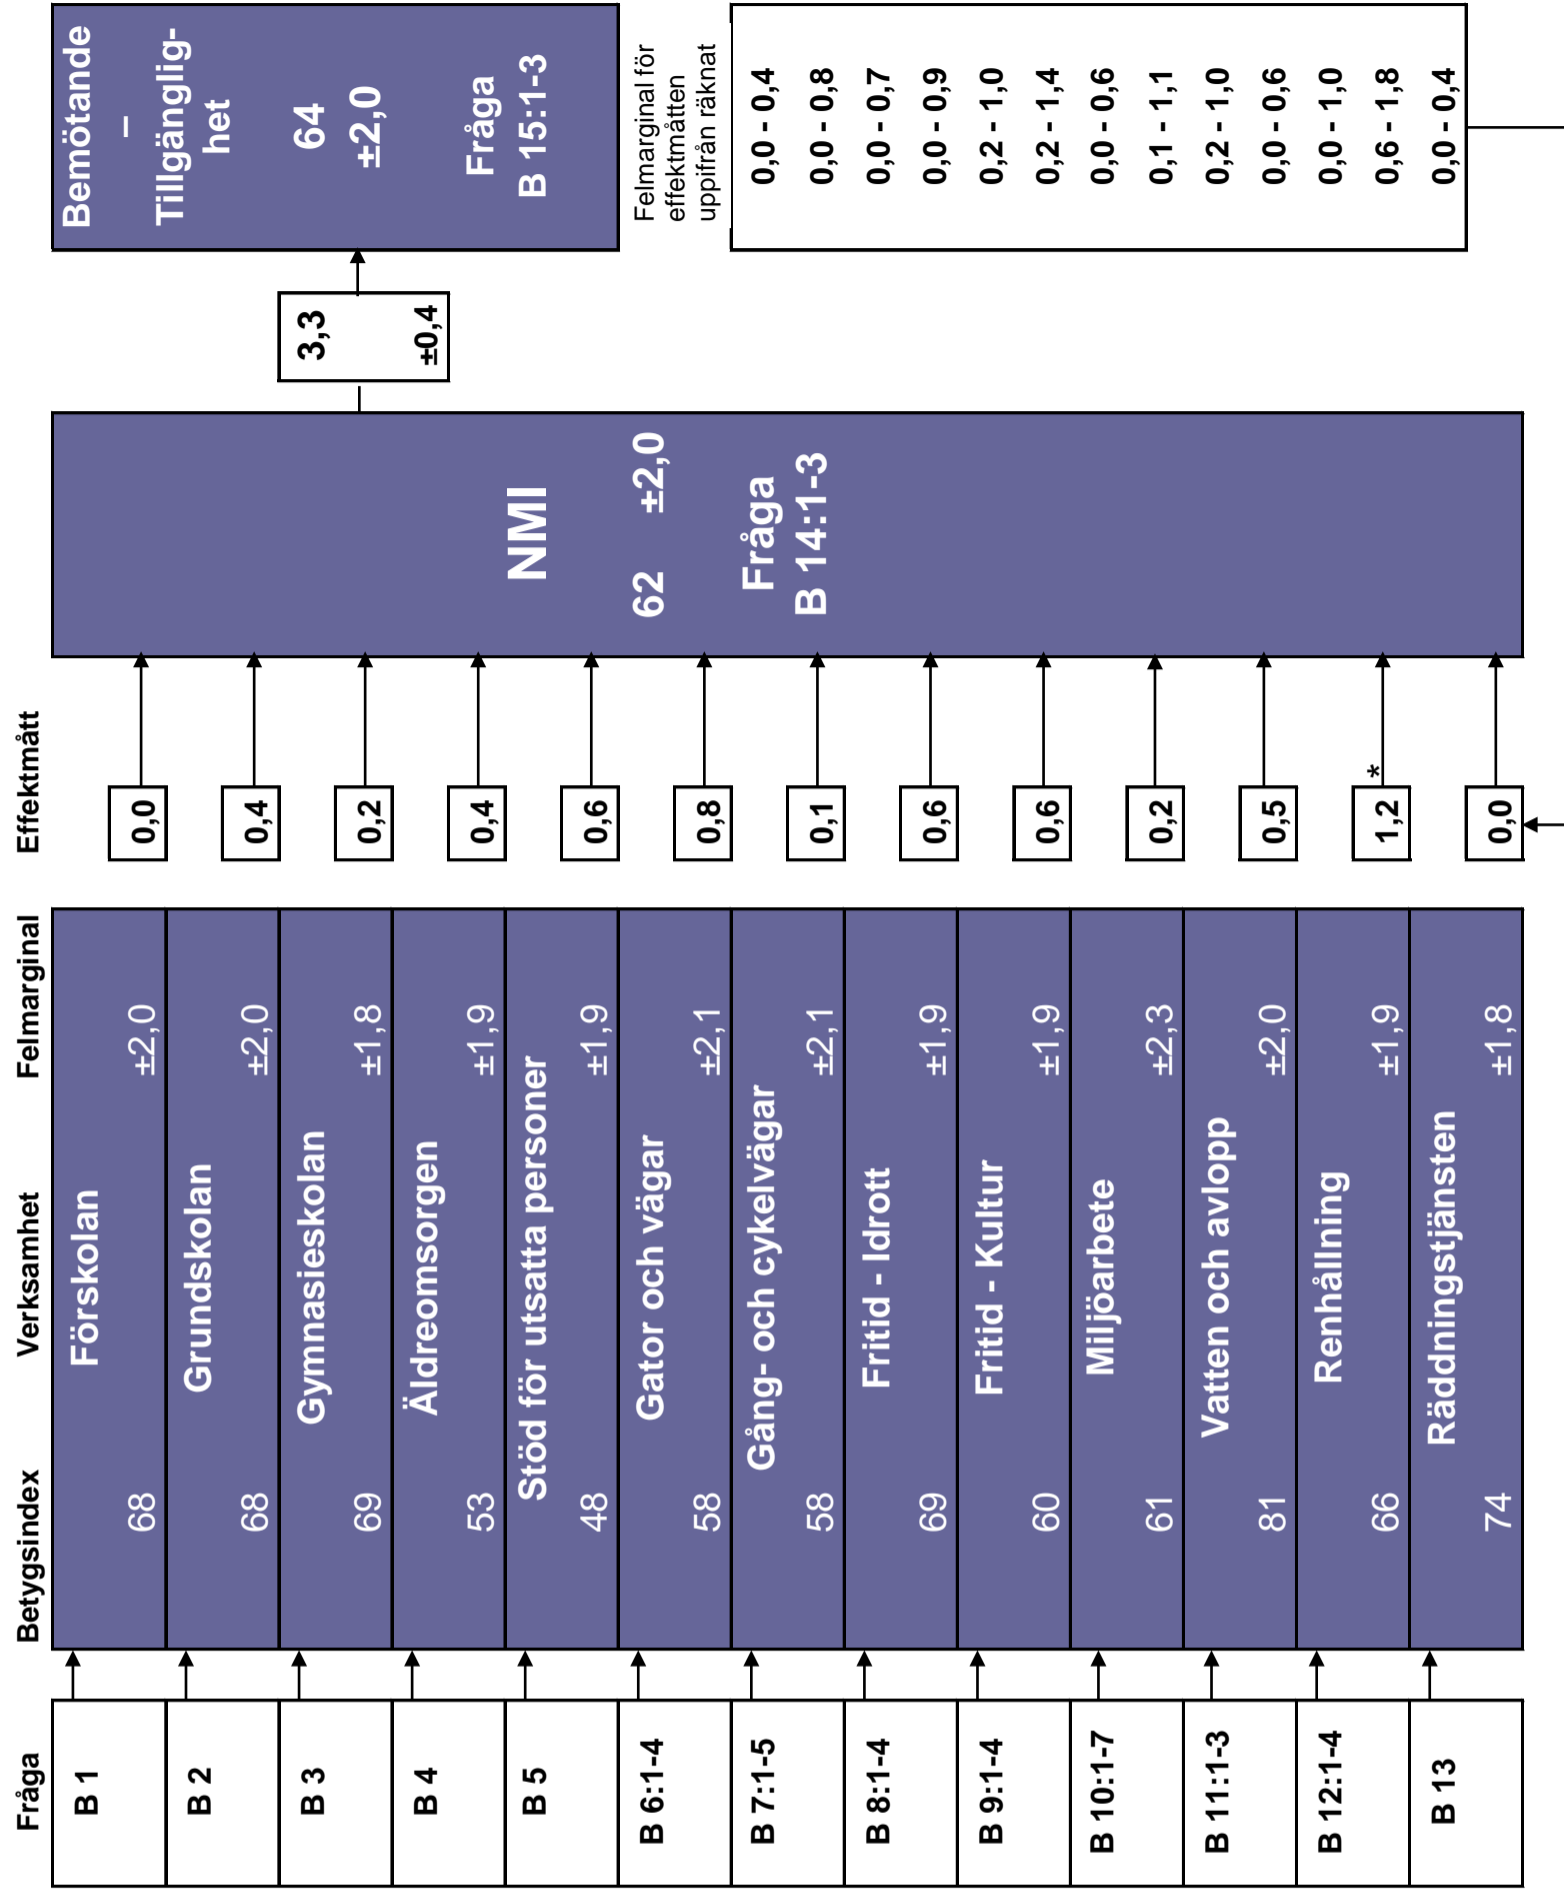 Fråga
Betygsindex
Verksamhet
Felmarginal
Effektmått
B 1
Förskolan
68
±2,0
0,0
B 2
Grundskolan
68
±2,0
0,4
B 3
Gymnasieskolan
69
±1,8
0,2
B 4
Äldreomsorgen
53
±1,9
0,4
B 5
Stöd för utsatta personer
48
±1,9
0,6
B 6:1-4
Gator och vägar
58
±2,1
0,8
B 7:1-5
Gång- och cykelvägar
58
±2,1
0,1
B 8:1-4
Fritid - Idrott
69
±1,9
0,6
B 9:1-4
Fritid - Kultur
60
±1,9
0,6
B 10:1-7
Miljöarbete
61
±2,3
0,2
B 11:1-3
Vatten och avlopp
81
±2,0
0,5
B 12:1-4
Renhållning
66
±1,9
1,2 *
B 13
Räddningstjänsten
74
±1,8
0,0
NMI
62 ±2,0
Fråga
B 14:1-3
3,3
±0,4
Bemötande
–
Tillgänglig-
het
64
±2,0
Fråga
B 15:1-3
Felmarginal för
effektmåtten
uppifrån räknat
0,0 - 0,4
0,0 - 0,8
0,0 - 0,7
0,0 - 0,9
0,2 - 1,0
0,2 - 1,4
0,0 - 0,6
0,1 - 1,1
0,2 - 1,0
0,0 - 0,6
0,0 - 1,0
0,6 - 1,8
0,0 - 0,4